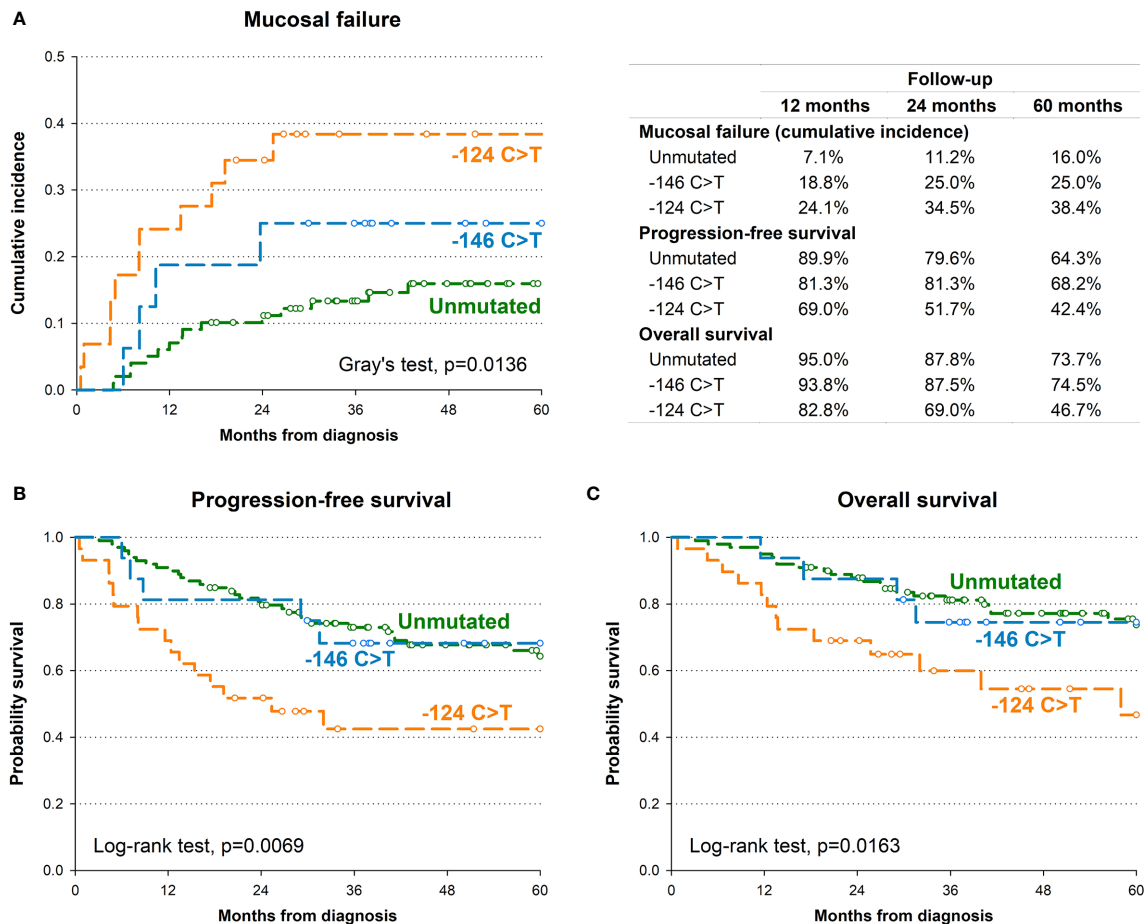 A
Mucosal failure
0.5
0.4
0.3
0.2
0.1
0.0
Cumulative incidence
-124 C>T
-146 C>T
Unmutated
Gray's test, p=0.0136
0 12 24 36 48 60
Months from diagnosis
Follow-up
12 months 24 months 60 months
Mucosal failure (cumulative incidence)
Unmutated 7.1% 11.2% 16.0%
-146 C>T 18.8% 25.0% 25.0%
-124 C>T 24.1% 34.5% 38.4%
Progression-free survival
Unmutated 89.9% 79.6% 64.3%
-146 C>T 81.3% 81.3% 68.2%
-124 C>T 69.0% 51.7% 42.4%
Overall survival
Unmutated 95.0% 87.8% 73.7%
-146 C>T 93.8% 87.5% 74.5%
-124 C>T 82.8% 69.0% 46.7%
B
Progression-free survival
1.0
0.8
0.6
0.4
0.2
0.0
Probability survival
Unmutated
-146 C>T
-124 C>T
Log-rank test, p=0.0069
0 12 24 36 48 60
Months from diagnosis
C
Overall survival
1.0
0.8
0.6
0.4
0.2
0.0
Probability survival
Unmutated
-146 C>T
-124 C>T
Log-rank test, p=0.0163
0 12 24 36 48 60
Months from diagnosis